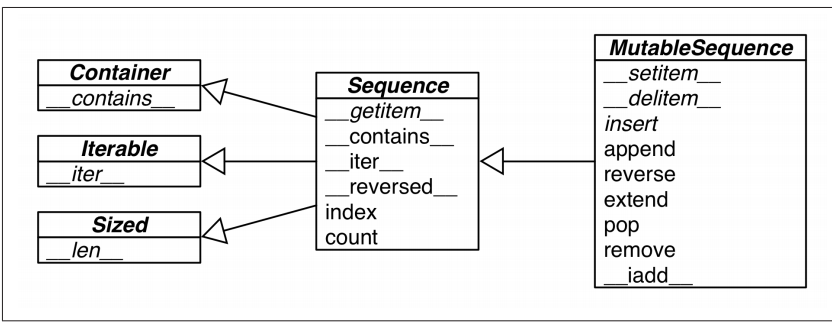 Container
__contains__
Iterable
__iter__
Sized
__len__
Sequence
__getitem__
__contains__
__iter__
__reversed__
index
count
MutableSequence
__setitem__
__delitem__
insert
append
reverse
extend
pop
remove
__iadd__